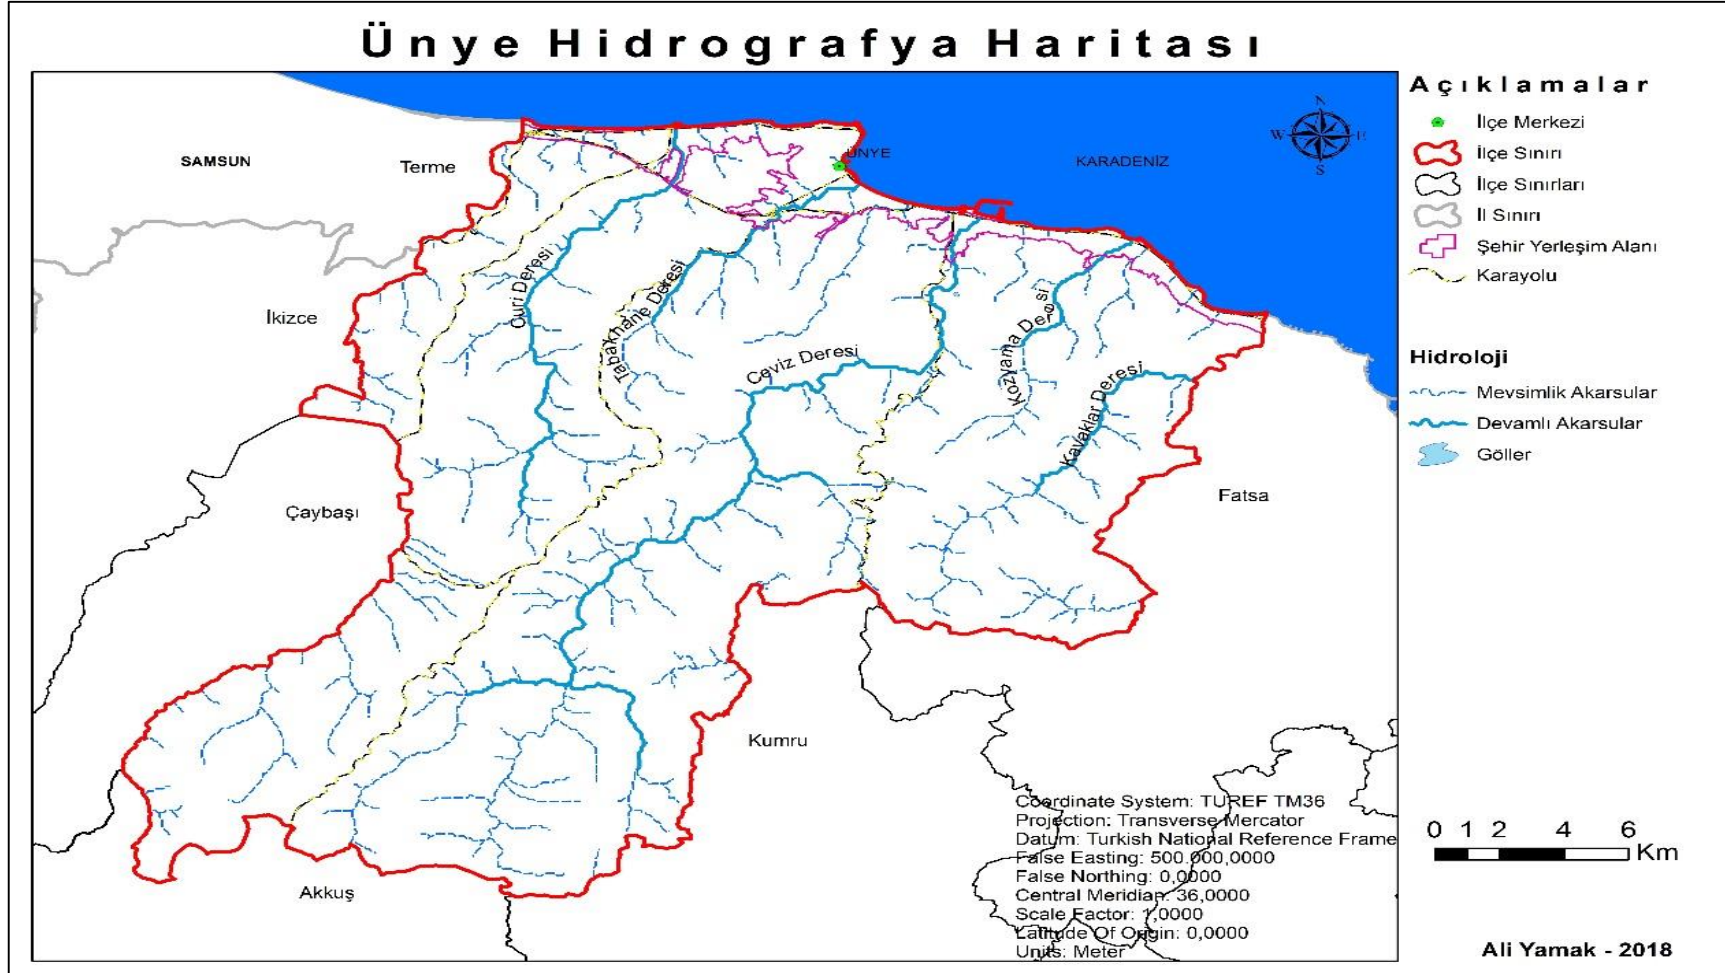 Ünye Hidrografya Haritası
Açıklamalar
İlçe Merkezi
İlçe Sınırı
İlçe Sınırları
İl Sınırı
Şehir Yerleşim Alanı
Karayolu
Hidroloji
Mevsimlik Akarsular
Devamlı Akarsular
Göller
N
W
E
S
SAMSUN
Terme
ÜNYE
KARADENİZ
İkizce
Curi Deresi
Tabakhane Deresi
Ceviz Deresi
Kozyama Deresi
Kavaklar Deresi
Çaybaşı
Fatsa
Kumru
Akkuş
Coordinate System: TUREF TM36
Projection: Transverse Mercator
Datum: Turkish National Reference Frame
False Easting: 500.000,0000
False Northing: 0,0000
Central Meridian: 36,0000
Scale Factor: 1,0000
Latitude Of Origin: 0,0000
Units: Meter
0 1 2 4 6
Km
Ali Yamak - 2018